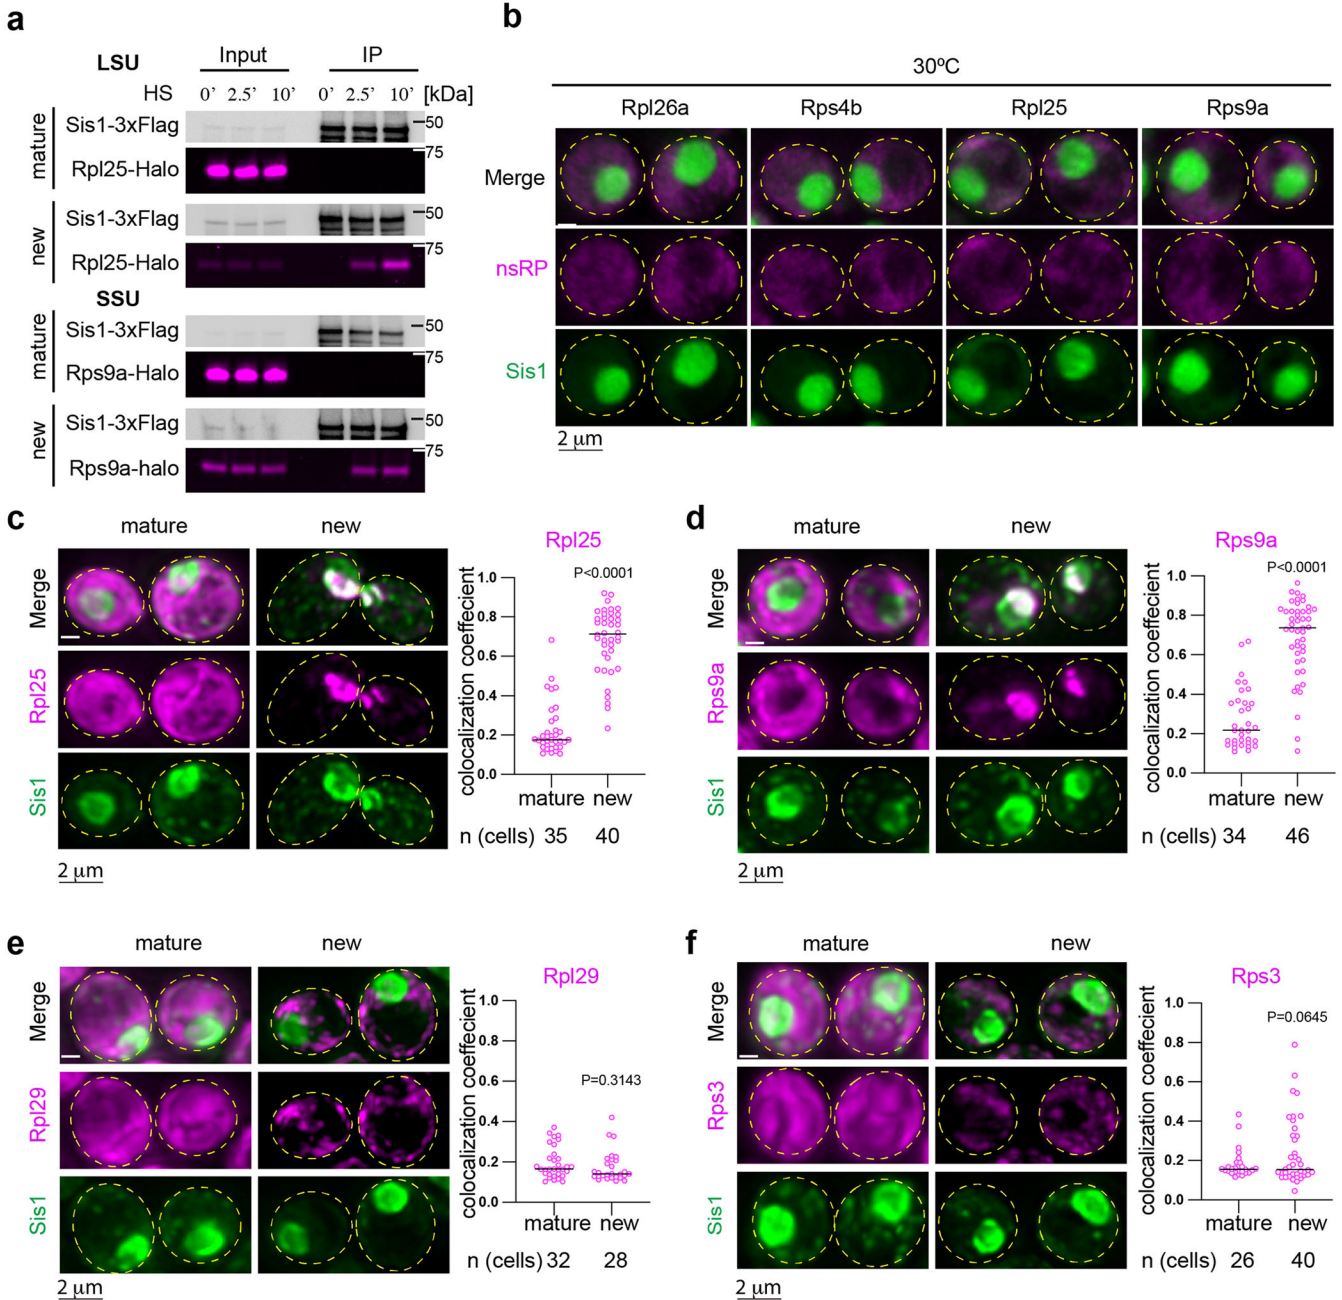 a
LSU
Input
IP
HS
0’ 2.5’ 10’
0’ 2.5’ 10’
[kDa]
mature
Sis1-3xFlag
50
75
Rpl25-Halo
new
Sis1-3xFlag
50
75
Rpl25-Halo
SSU
mature
Sis1-3xFlag
50
75
Rps9a-Halo
new
Sis1-3xFlag
50
75
Rps9a-halo
b
30ºC
Rpl26a
Rps4b
Rpl25
Rps9a
Merge
nsRP
Sis1
2 μm
c
mature
new
Merge
Rpl25
Sis1
2 μm
Rpl25
P<0.0001
colocalization coeffecient
1.0
0.8
0.6
0.4
0.2
0.0
mature new
n (cells) 35 40
d
mature
new
Merge
Rps9a
Sis1
2 μm
Rps9a
P<0.0001
colocalization coeffecient
1.0
0.8
0.6
0.4
0.2
0.0
mature new
n (cells) 34 46
e
mature
new
Merge
Rpl29
Sis1
2 μm
Rpl29
P=0.3143
colocalization coeffecient
1.0
0.8
0.6
0.4
0.2
0.0
mature new
n (cells) 32 28
f
mature
new
Merge
Rps3
Sis1
2 μm
Rps3
P=0.0645
colocalization coeffecient
1.0
0.8
0.6
0.4
0.2
0.0
mature new
n (cells) 26 40